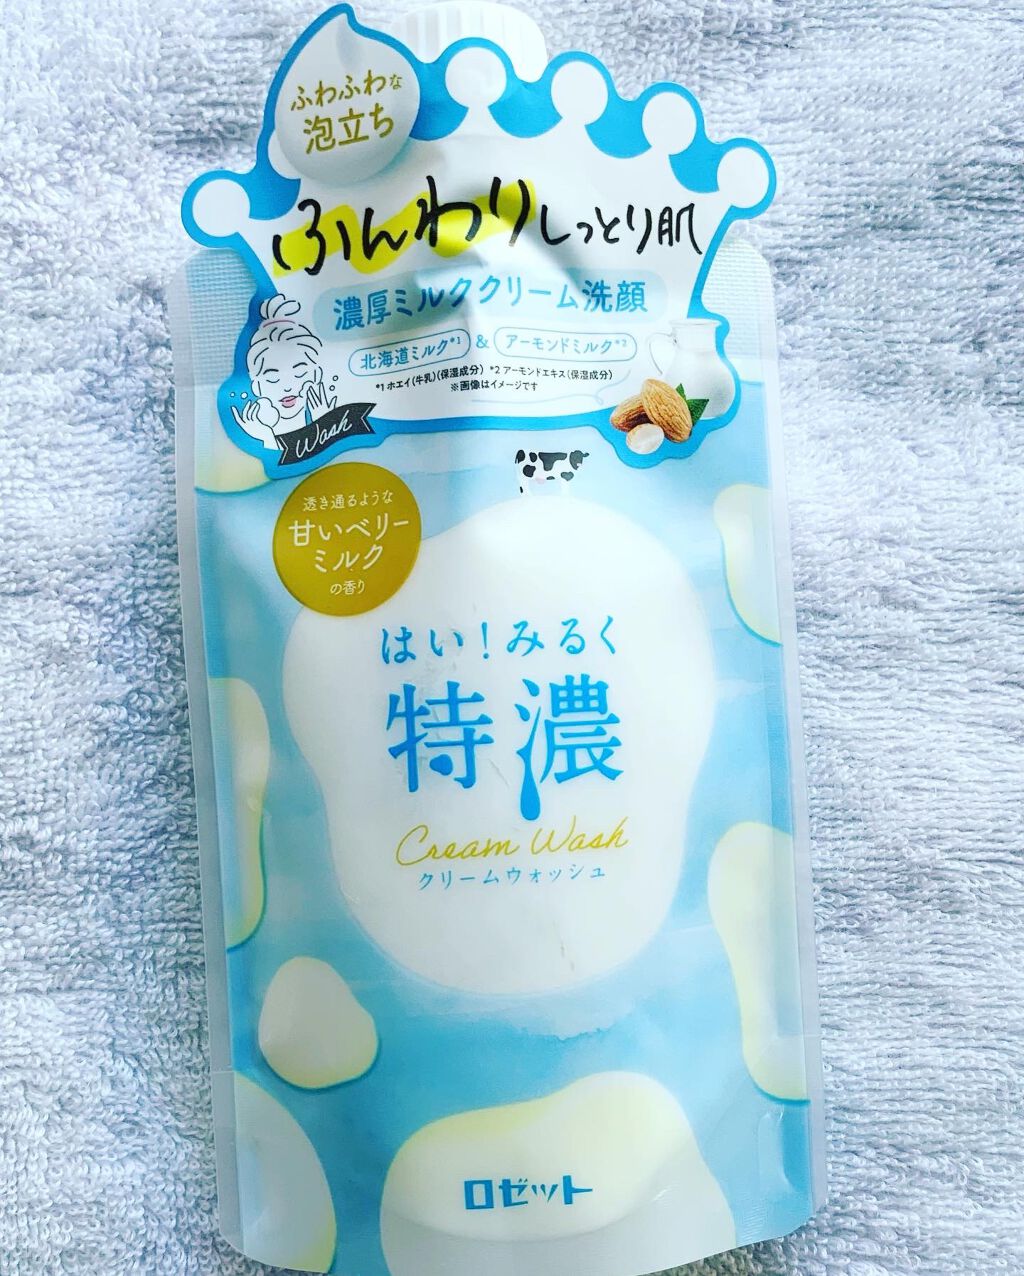 ふわふわな
泡立ち
ふんわりしっとり肌
濃厚ミルククリーム洗顔
北海道ミルク*1 & アーモンドミルク*2
*1 ホエイ(牛乳)(保湿成分) *2 アーモンドエキス(保湿成分)
※画像はイメージです
Wash
透き通るような
甘いベリー
ミルク
の香り
はい!みるく
特濃
Cream Wash
クリームウォッシュ
ロゼット